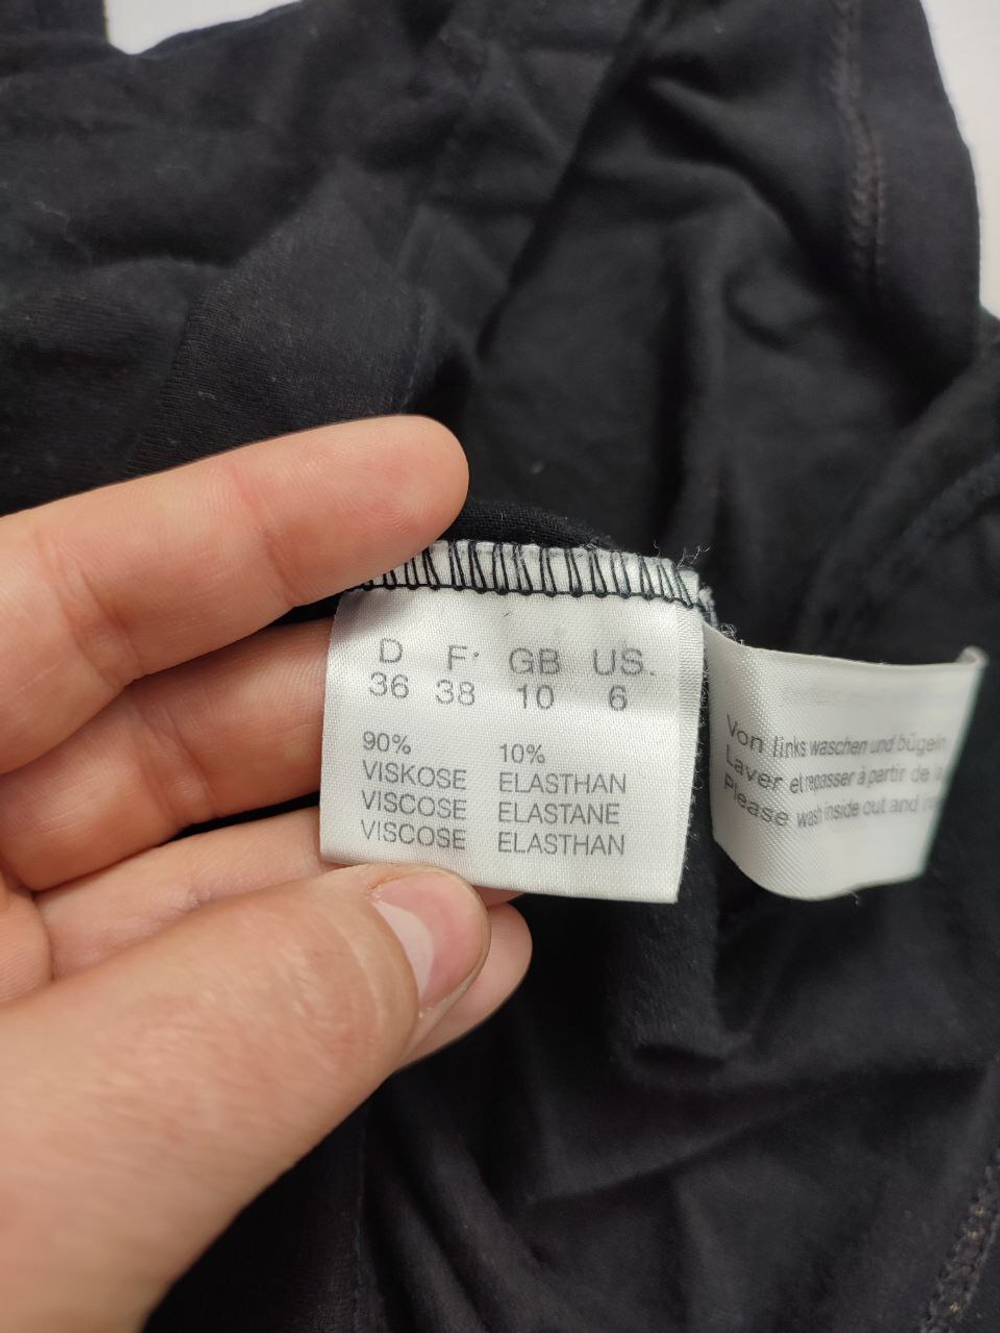 D F· GB US.
36 38 10 6
90% 10%
VISKOSE ELASTHAN
VISCOSE ELASTANE
VISCOSE ELASTHAN
Von links waschen und bügeln
Laver et repasser à partir de
Please wash inside out and